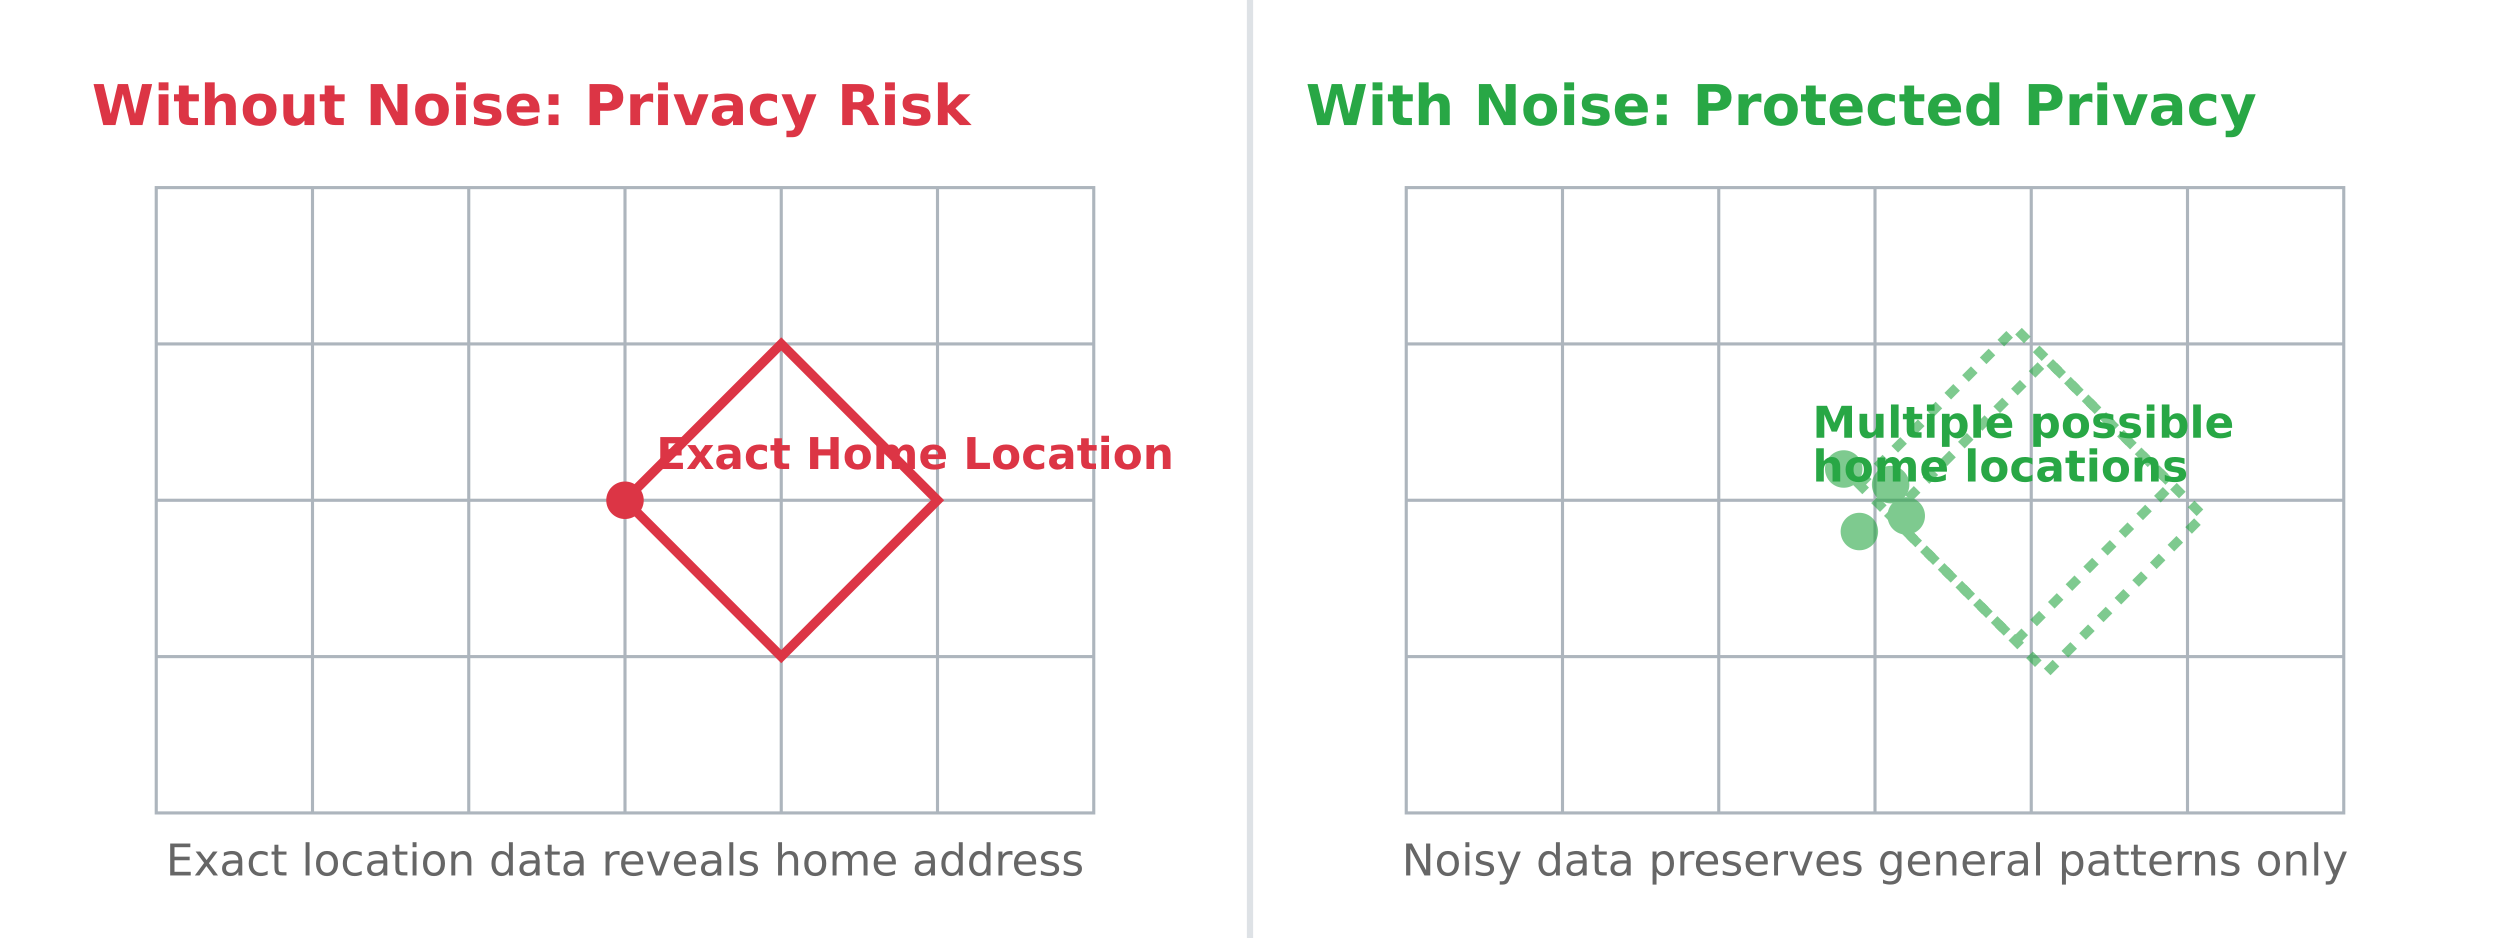 Without Noise: Privacy Risk
With Noise: Protected Privacy
Exact Home Location
Multiple possible
home locations
Exact location data reveals home address
Noisy data preserves general patterns only